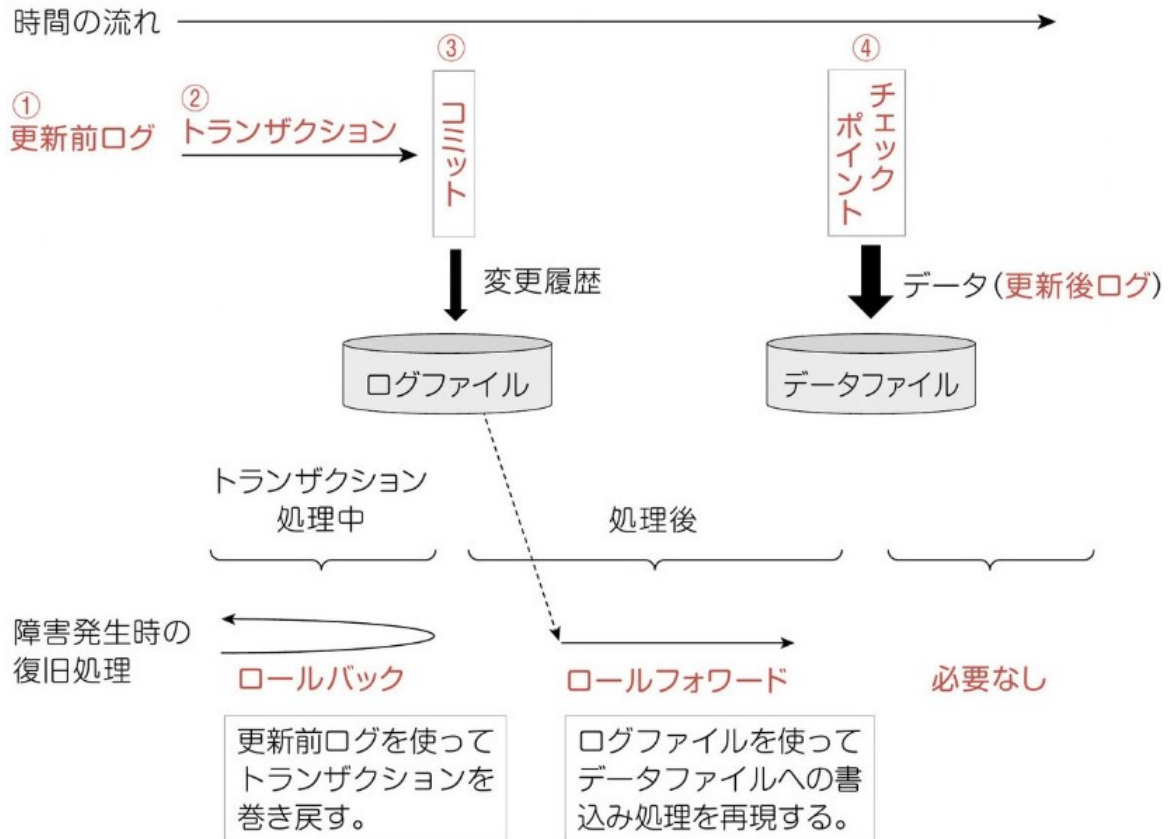 時間の流れ
①
更新前ログ
②
トランザクション
③
コミット
④
チェック
ポイント
変更履歴
データ(更新後ログ)
ログファイル
データファイル
トランザクション
処理中
処理後
障害発生時の
復旧処理
ロールバック
ロールフォワード
必要なし
更新前ログを使って
トランザクションを
巻き戻す。
ログファイルを使って
データファイルへの書
込み処理を再現する。